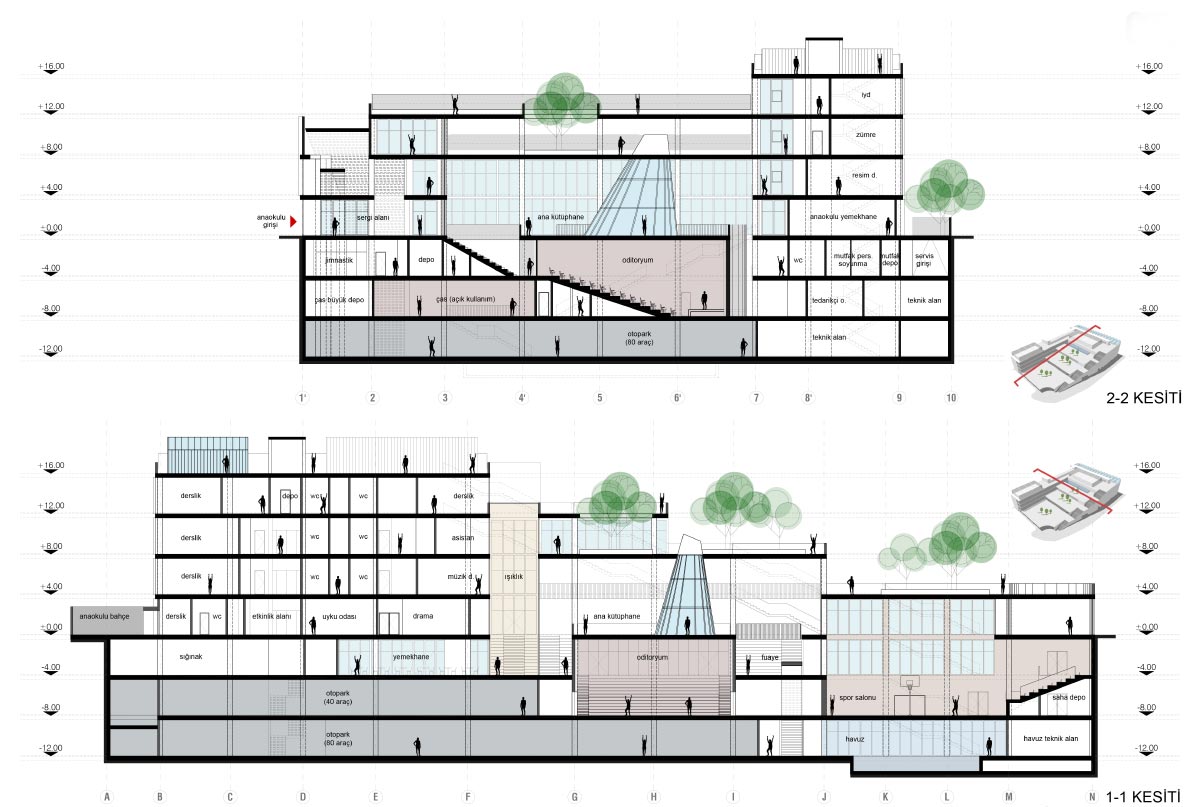 +16.00
+16.00
iyd
+12.00
+12.00
zümre
+8.00
+8.00
resim d.
+4.00
+4.00
anaokulu
girişi
sergi alanı
ana kütüphane
anaokulu yemekhane
+0.00
+0.00
jimnastik
depo
oditoryum
wc
mutfak pers.
soyunma
mutfak
depo
servis
girişi
-4.00
-4.00
ças büyük depo
ças (açık kullanım)
tedarikçi o.
teknik alan
-8.00
-8.00
otopark
(80 araç)
teknik alan
-12.00
-12.00
1' 2 3 4' 5 6' 7 8' 9 10
2-2 KESİTİ
+16.00
+16.00
derslik
depo
wc
wc
derslik
+12.00
+12.00
derslik
wc
wc
asistan
+8.00
+8.00
derslik
wc
wc
müzik d.
ışıklık
+4.00
+4.00
anaokulu bahçe
derslik
wc
etkinlik alanı
uyku odası
drama
ana kütüphane
+0.00
+0.00
sığınak
yemekhane
oditoryum
fuaye
-4.00
-4.00
otopark
(40 araç)
spor salonu
saha depo
-8.00
-8.00
otopark
(80 araç)
havuz
havuz teknik alan
-12.00
-12.00
A B C D E F G H I J K L M N
1-1 KESİTİ